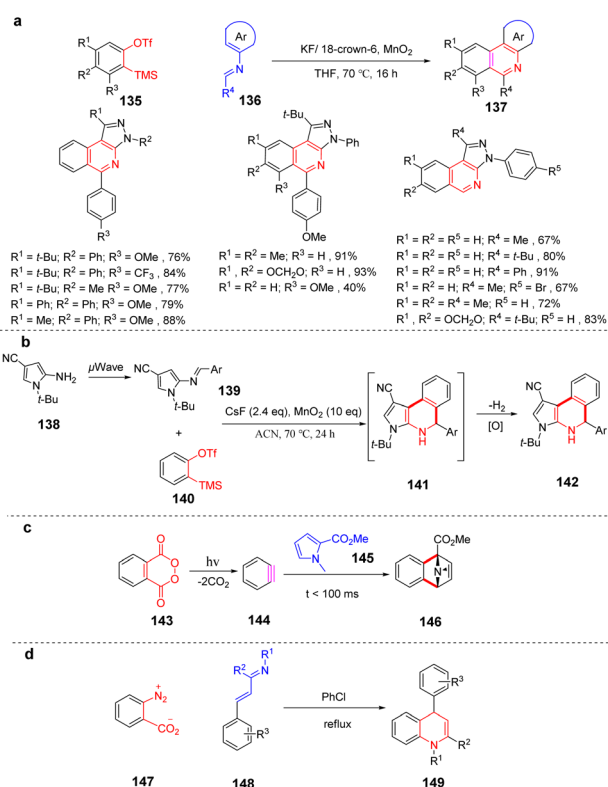 a
R¹ OTf
R² TMS
R³
135
Ar
N
R⁴
136
KF/ 18-crown-6, MnO₂
THF, 70 °C, 16 h
Ar
R¹
R² N
R³ R⁴
137
R¹
N
N
R²
N
R³
t-Bu
R¹ N
N Ph
R² N
R³
OMe
R⁴
R¹ N
N
R⁵
R² N
R¹ = t-Bu; R² = Ph; R³ = OMe , 76%
R¹ = t-Bu; R² = Ph; R³ = CF₃ , 84%
R¹ = t-Bu; R² = Me R³ = OMe , 77%
R¹ = Ph; R² = Ph; R³ = OMe , 79%
R¹ = Me; R² = Ph; R³ = OMe , 88%
R¹ = R² = Me; R³ = H, 91%
R¹ , R² = OCH₂O; R³ = H , 93%
R¹ = R² = H; R³ = OMe , 40%
R¹ = R² = R⁵ = H; R⁴ = Me, 67%
R¹ = R² = R⁵ = H; R⁴ = t-Bu, 80%
R¹ = R² = R⁵ = H; R⁴ = Ph, 91%
R¹ = R² = H; R⁴ = Me; R⁵ = Br, 67%
R¹ = R² = R⁴ = Me; R⁵ = H, 72%
R¹ , R² = OCH₂O; R⁴ = t-Bu; R⁵ = H , 83%
b
NC
N NH₂
t-Bu
138
μWave
NC
N N Ar
t-Bu
139
+
OTf
TMS
140
CsF (2.4 eq), MnO₂ (10 eq)
ACN, 70 °C, 24 h
NC
N N Ar
t-Bu H
141
-H₂
[O]
NC
N N Ar
t-Bu H
142
c
O
O
O
O
143
hν
-2CO₂
144
CO₂Me
N
145
t < 100 ms
CO₂Me
N
146
d
N₂⁺
CO₂⁻
147
R¹
R² N
R³
148
PhCl
reflux
R³
N R²
R¹
149